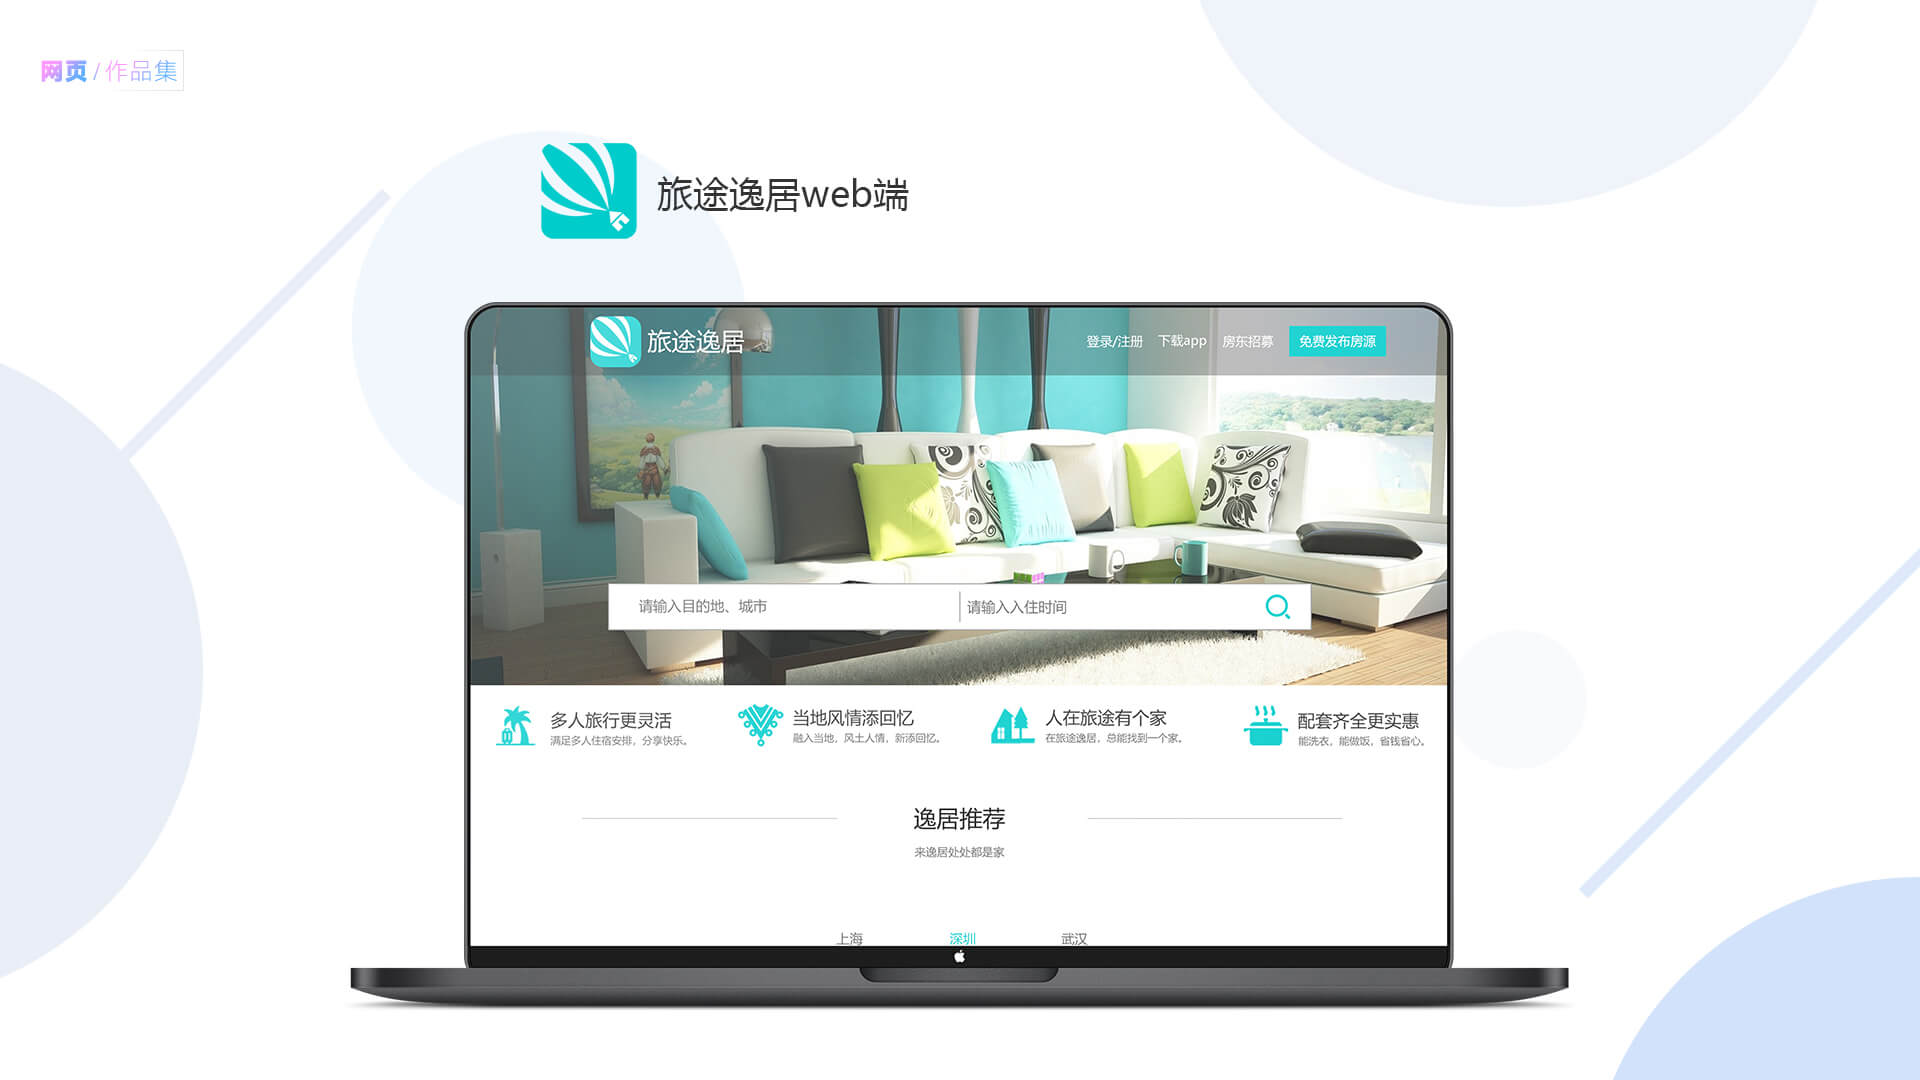 网页/作品集
旅途逸居web端
旅途逸居
登录/注册 下载app 房东招募 免费发布房源
请输入目的地、城市 请输入入住时间
多人旅行更灵活
满足多人住宿安排，分享快乐。
当地风情添回忆
融入当地，风土人情，新添回忆。
人在旅途有个家
在旅途逸居，总能找到一个家。
配套齐全更实惠
能洗衣，能做饭，省钱省心。
逸居推荐
来逸居处处都是家
上海 深圳 武汉